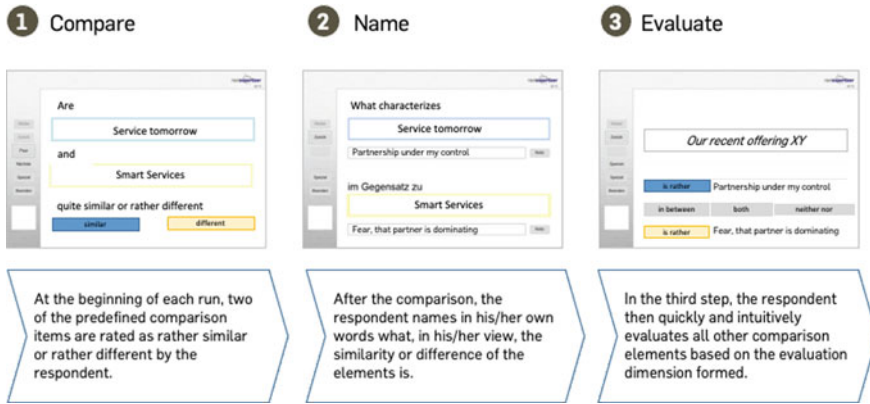 1 Compare
2 Name
3 Evaluate
Are
Service tomorrow
and
Smart Services
quite similar or rather different
similar
different
What characterizes
Service tomorrow
Partnership under my control
im Gegensatz zu
Smart Services
Fear, that partner is dominating
Our recent offering XY
is rather
Partnership under my control
in between
both
neither nor
is rather
Fear, that partner is dominating
At the beginning of each run, two
of the predefined comparison
items are rated as rather similar
or rather different by the
respondent.
After the comparison, the
respondent names in his/her own
words what, in his/her view, the
similarity or difference of the
elements is.
In the third step, the respondent
then quickly and intuitively
evaluates all other comparison
elements based on the evaluation
dimension formed.